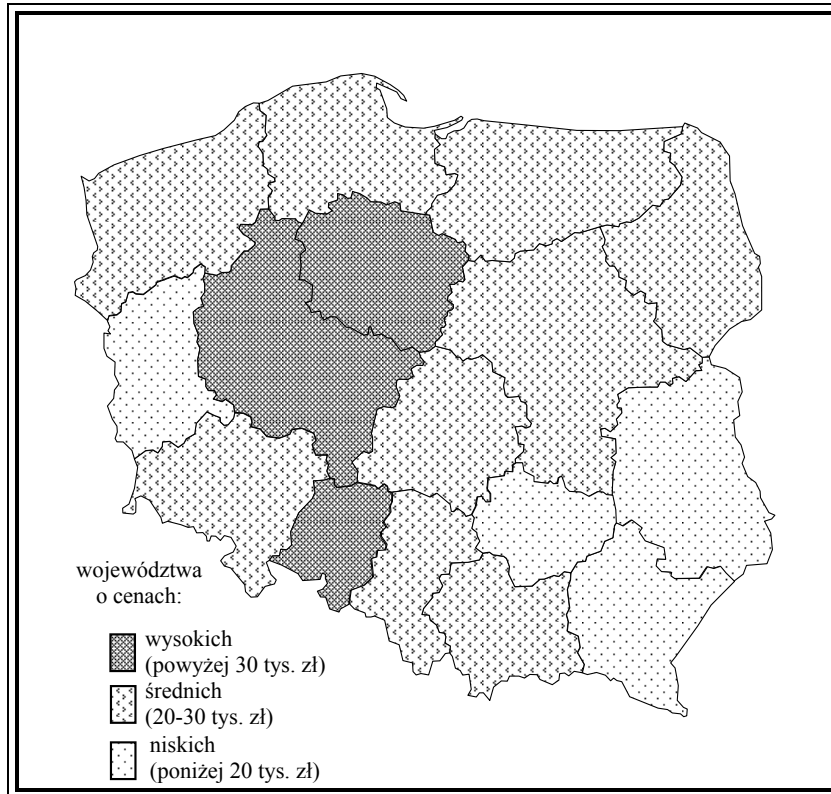 województwa
o cenach:
wysokich
(powyżej 30 tys. zł)
średnich
(20-30 tys. zł)
niskich
(poniżej 20 tys. zł)